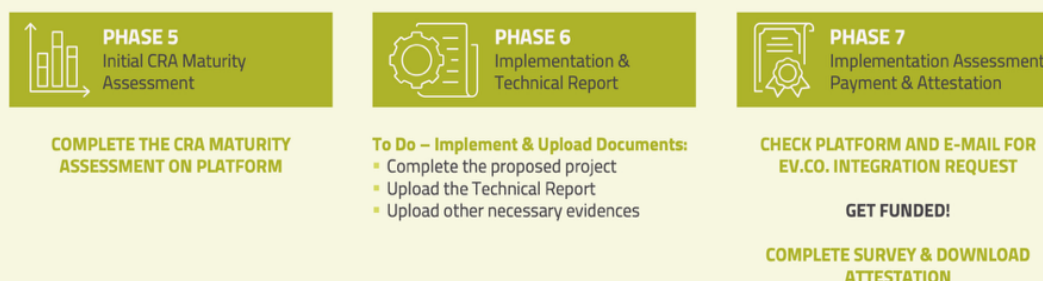 PHASE 5
Initial CRA Maturity
Assessment
COMPLETE THE CRA MATURITY
ASSESSMENT ON PLATFORM
PHASE 6
Implementation &
Technical Report
To Do – Implement & Upload Documents:
▪ Complete the proposed project
▪ Upload the Technical Report
▪ Upload other necessary evidences
PHASE 7
Implementation Assessment
Payment & Attestation
CHECK PLATFORM AND E-MAIL FOR
EV.CO. INTEGRATION REQUEST
GET FUNDED!
COMPLETE SURVEY & DOWNLOAD
ATTESTATION